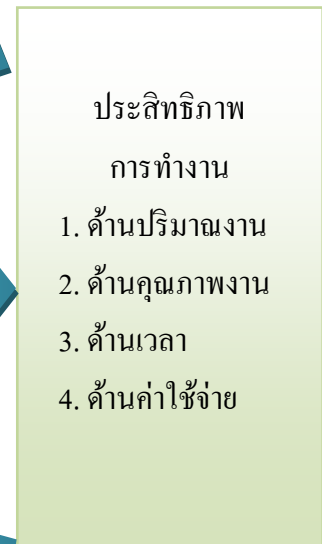 ประสิทธิภาพ
การทำงาน
1. ด้านปริมาณงาน
2. ด้านคุณภาพงาน
3. ด้านเวลา
4. ด้านค่าใช้จ่าย